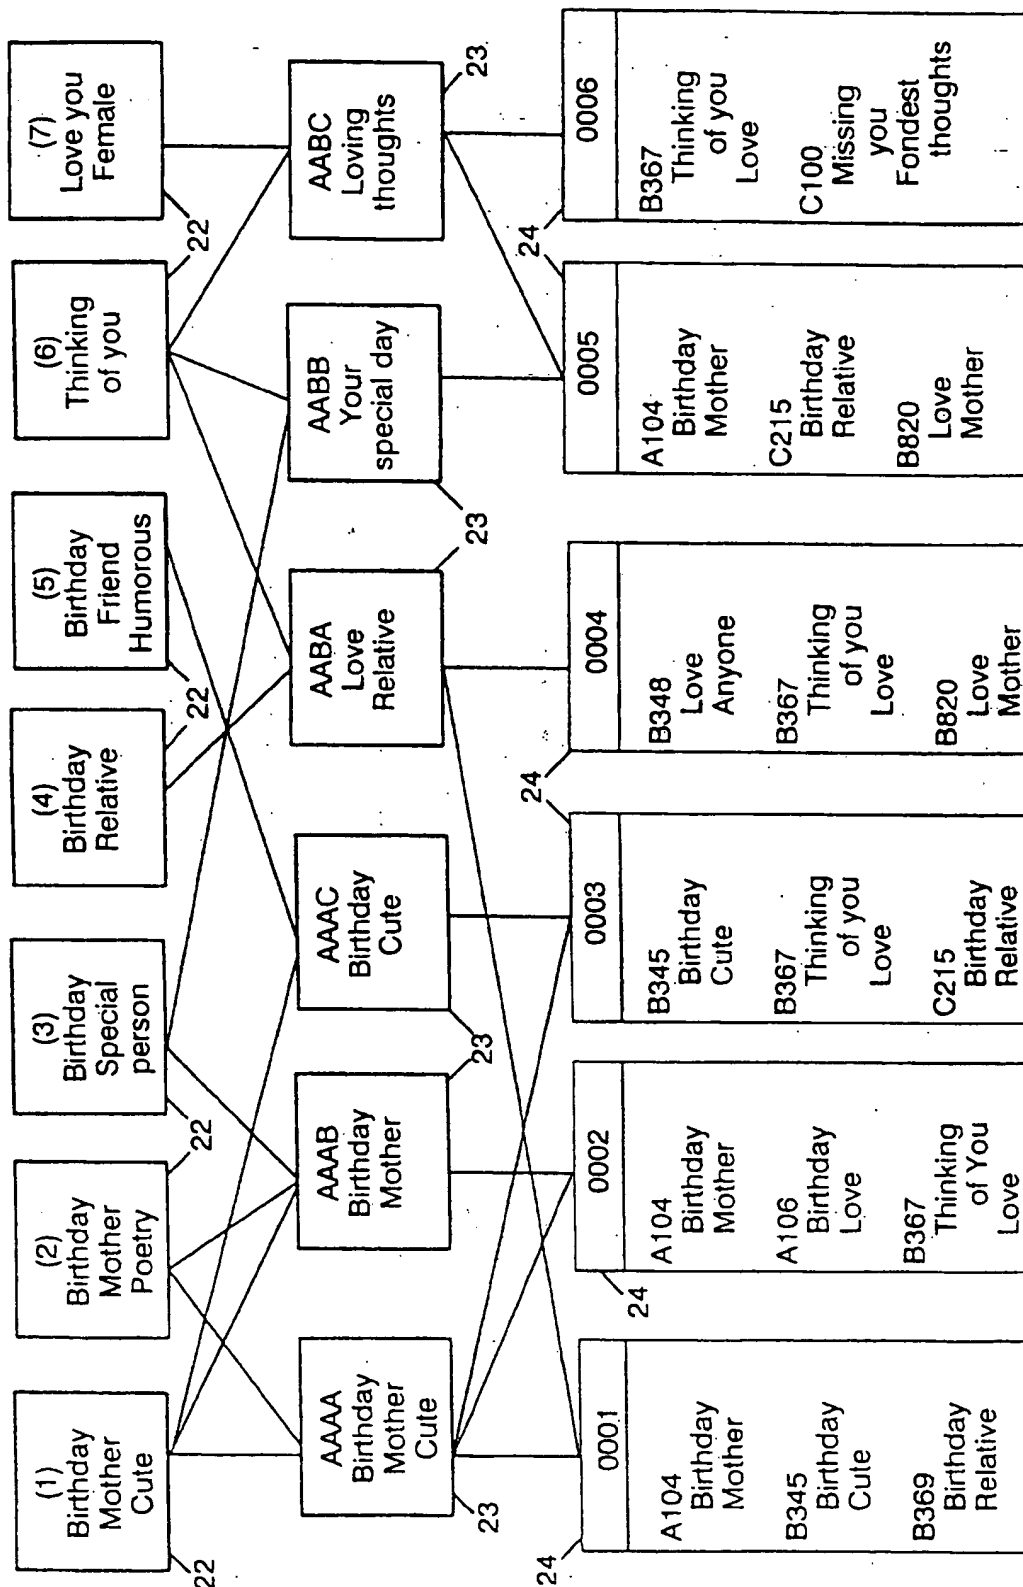 (1)
Birthday
Mother
Cute
22
(2)
Birthday
Mother
Poetry
22
(3)
Birthday
Special
person
(4)
Birthday
Relative
22
(5)
Birthday
Friend
Humorous
(6)
Thinking
of you
22
(7)
Love you
Female
AAAA
Birthday
Mother
Cute
23
AAAB
Birthday
Mother
23
AAAC
Birthday
Cute
AABA
Love
Relative
23
AABB
Your
special day
AABC
Loving
thoughts
23
24
0001
A104
Birthday
Mother
B345
Birthday
Cute
B369
Birthday
Relative
24
0002
A104
Birthday
Mother
A106
Birthday
Love
B367
Thinking
of You
Love
0003
B345
Birthday
Cute
B367
Thinking
of you
Love
C215
Birthday
Relative
24
0004
B348
Love
Anyone
B367
Thinking
of you
Love
B820
Love
Mother
0005
A104
Birthday
Mother
C215
Birthday
Relative
B820
Love
Mother
24
0006
B367
Thinking
of you
Love
C100
Missing
you
Fondest
thoughts